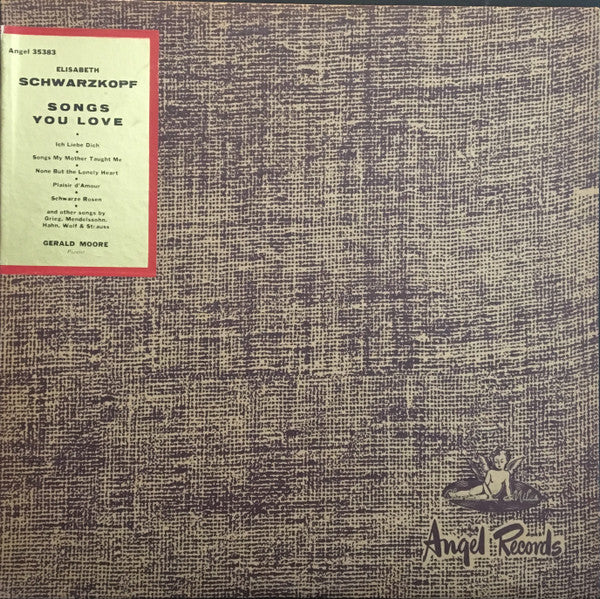 Angel 35383
ELISABETH
SCHWARZKOPF
SONGS
YOU LOVE
Ich Liebe Dich
Songs My Mother Taught Me
None But the Lonely Heart
Plaisir d'Amour
Schwarze Rosen
and other songs by
Grieg, Mendelssohn,
Hahn, Wolf & Strauss
GERALD MOORE
Pianist
Angel Records